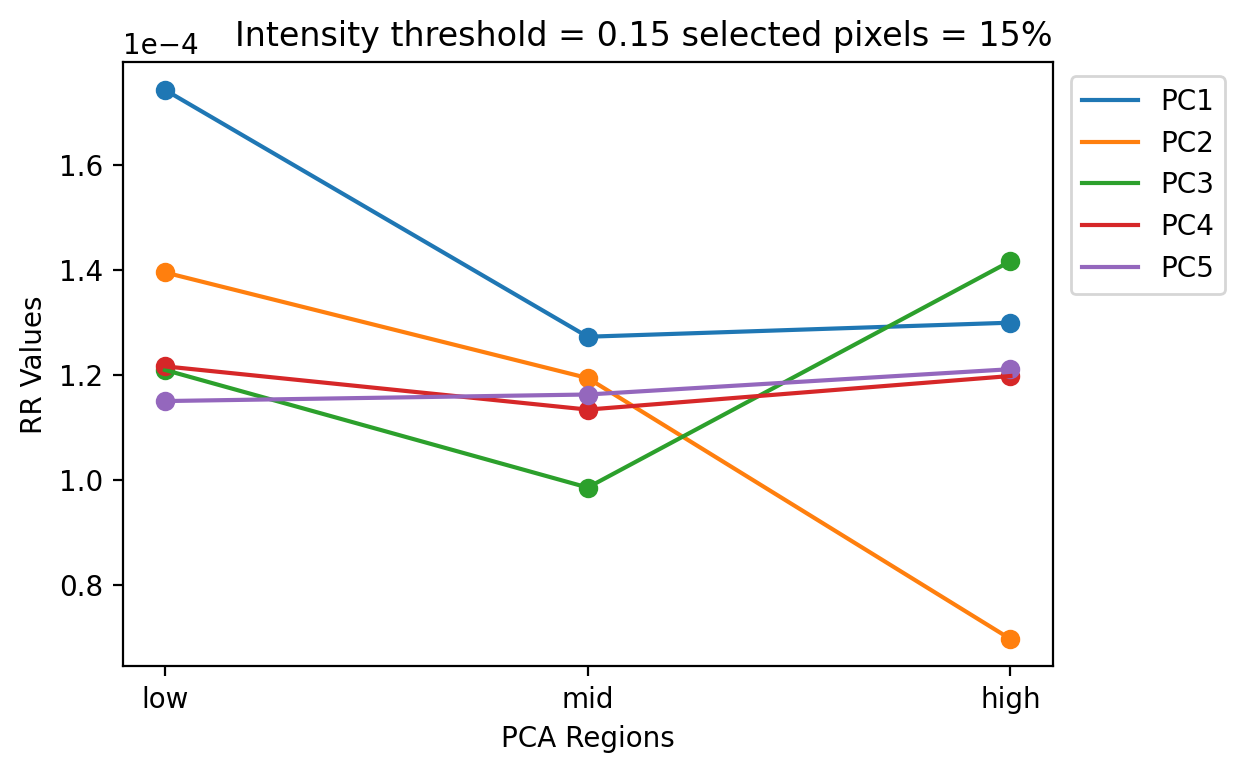 Intensity threshold = 0.15 selected pixels = 15%
1e−4
1.6
1.4
1.2
1.0
0.8
RR Values
low mid high
PCA Regions
PC1
PC2
PC3
PC4
PC5